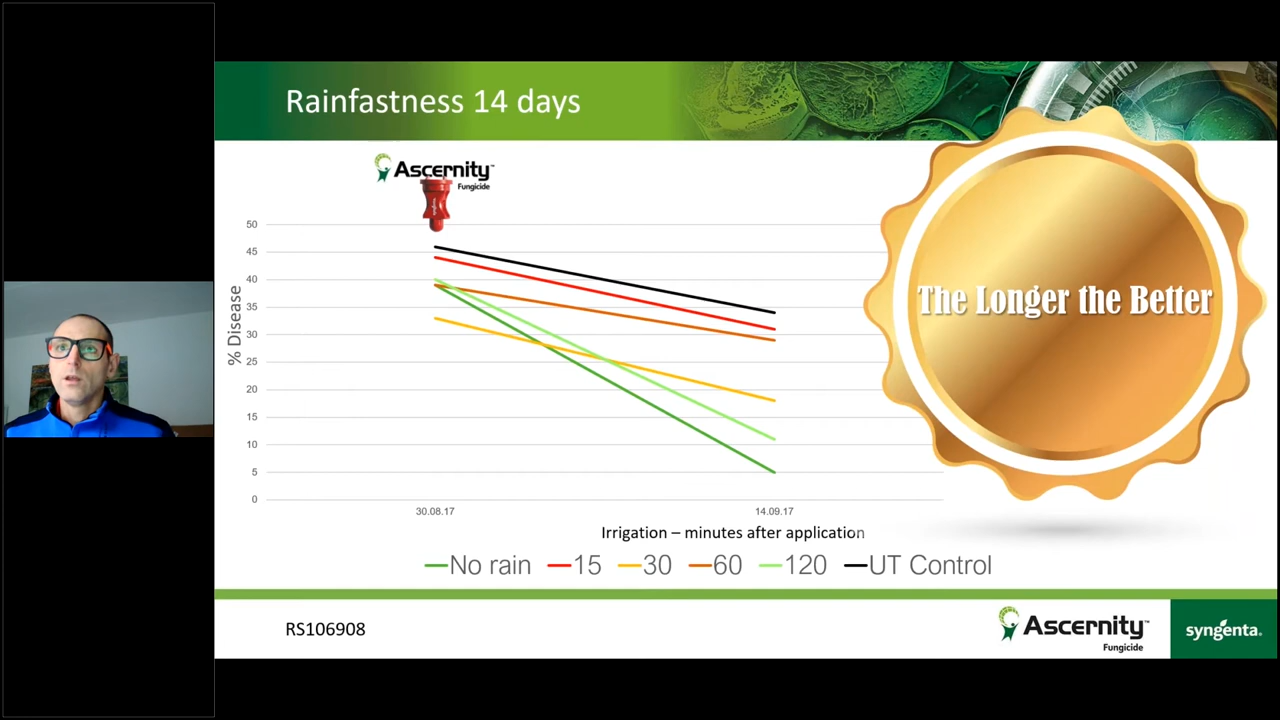 Rainfastness 14 days
Ascernity™
Fungicide
The Longer the Better
50
45
40
35
30
25
20
15
10
5
0
% Disease
30.08.17
14.09.17
Irrigation – minutes after application
No rain 15 30 60 120 UT Control
RS106908
Ascernity™
Fungicide
syngenta.